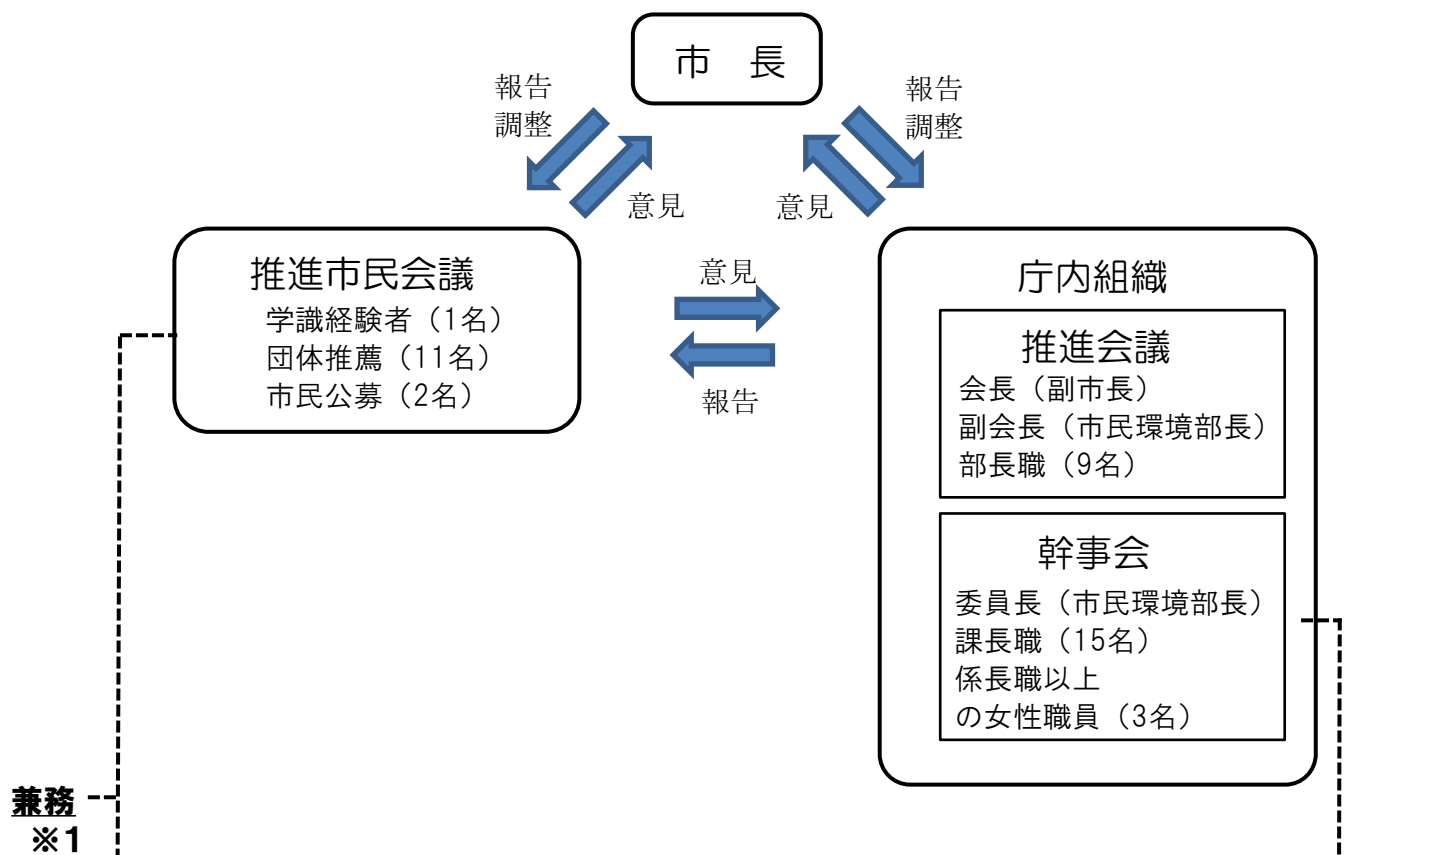 市　長
報告
調整
報告
調整
意見
意見
推進市民会議
学識経験者（1名）
団体推薦（11名）
市民公募（2名）
意見
報告
庁内組織
推進会議
会長（副市長）
副会長（市民環境部長）
部長職（9名）
幹事会
委員長（市民環境部長）
課長職（15名）
係長職以上
の女性職員（3名）
兼務
※1